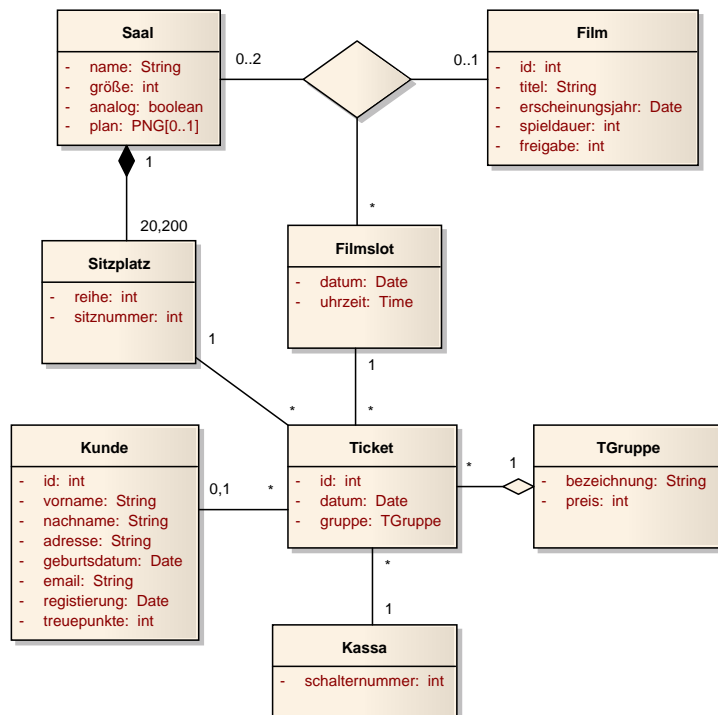 Saal
- name: String
- größe: int
- analog: boolean
- plan: PNG[0..1]
0..2
0..1
Film
- id: int
- titel: String
- erscheinungsjahr: Date
- spieldauer: int
- freigabe: int
1
20,200
*
Sitzplatz
- reihe: int
- sitznummer: int
Filmslot
- datum: Date
- uhrzeit: Time
1
*
1
*
Kunde
- id: int
- vorname: String
- nachname: String
- adresse: String
- geburtsdatum: Date
- email: String
- registierung: Date
- treuepunkte: int
0,1
*
Ticket
- id: int
- datum: Date
- gruppe: TGruppe
*
1
TGruppe
- bezeichnung: String
- preis: int
*
1
Kassa
- schalternummer: int